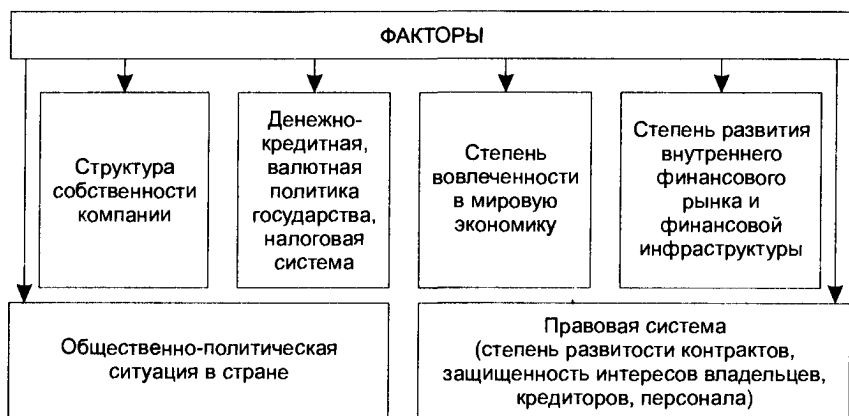 ФАКТОРЫ
Структура
собственности
компании
Денежно-
кредитная,
валютная
политика
государства,
налоговая
система
Степень
вовлеченности
в мировую
экономику
Степень развития
внутреннего
финансового
рынка и
финансовой
инфраструктуры
Общественно-политическая
ситуация в стране
Правовая система
(степень развитости контрактов,
защищенность интересов владельцев,
кредиторов, персонала)